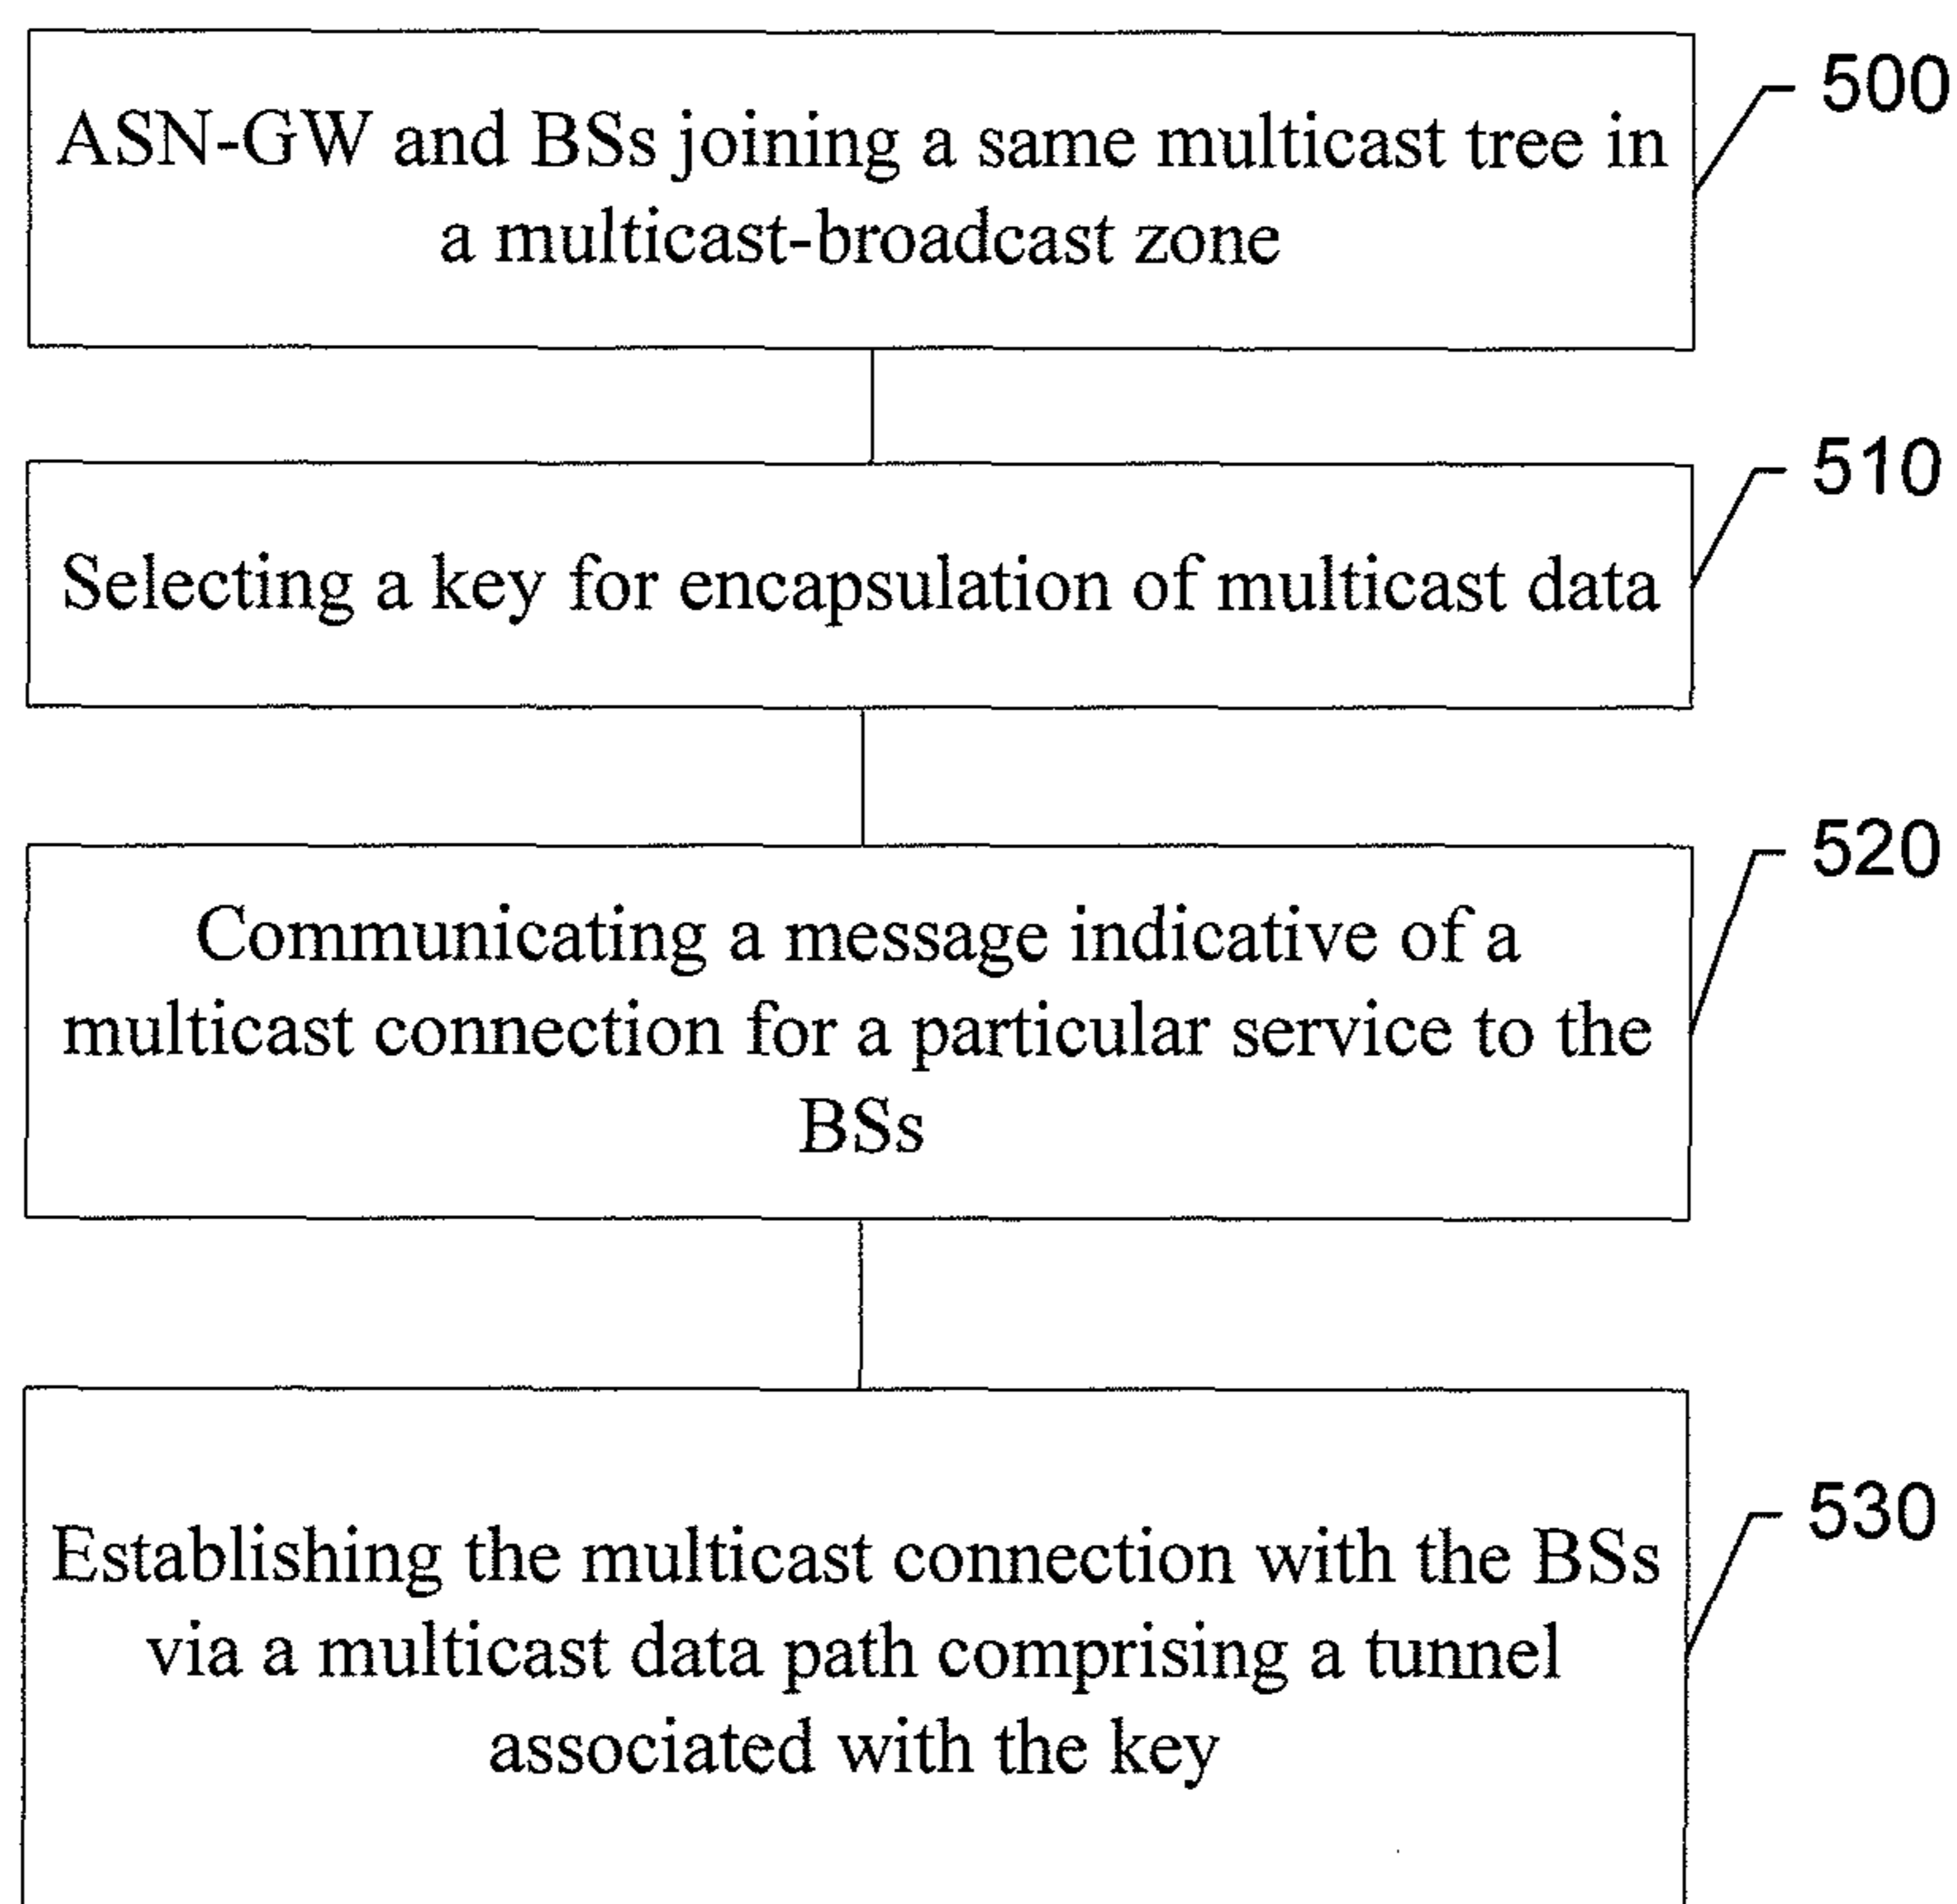 ASN-GW and BSs joining a same multicast tree in
a multicast-broadcast zone
500
Selecting a key for encapsulation of multicast data
510
Communicating a message indicative of a
multicast connection for a particular service to the
BSs
520
Establishing the multicast connection with the BSs
via a multicast data path comprising a tunnel
associated with the key
530